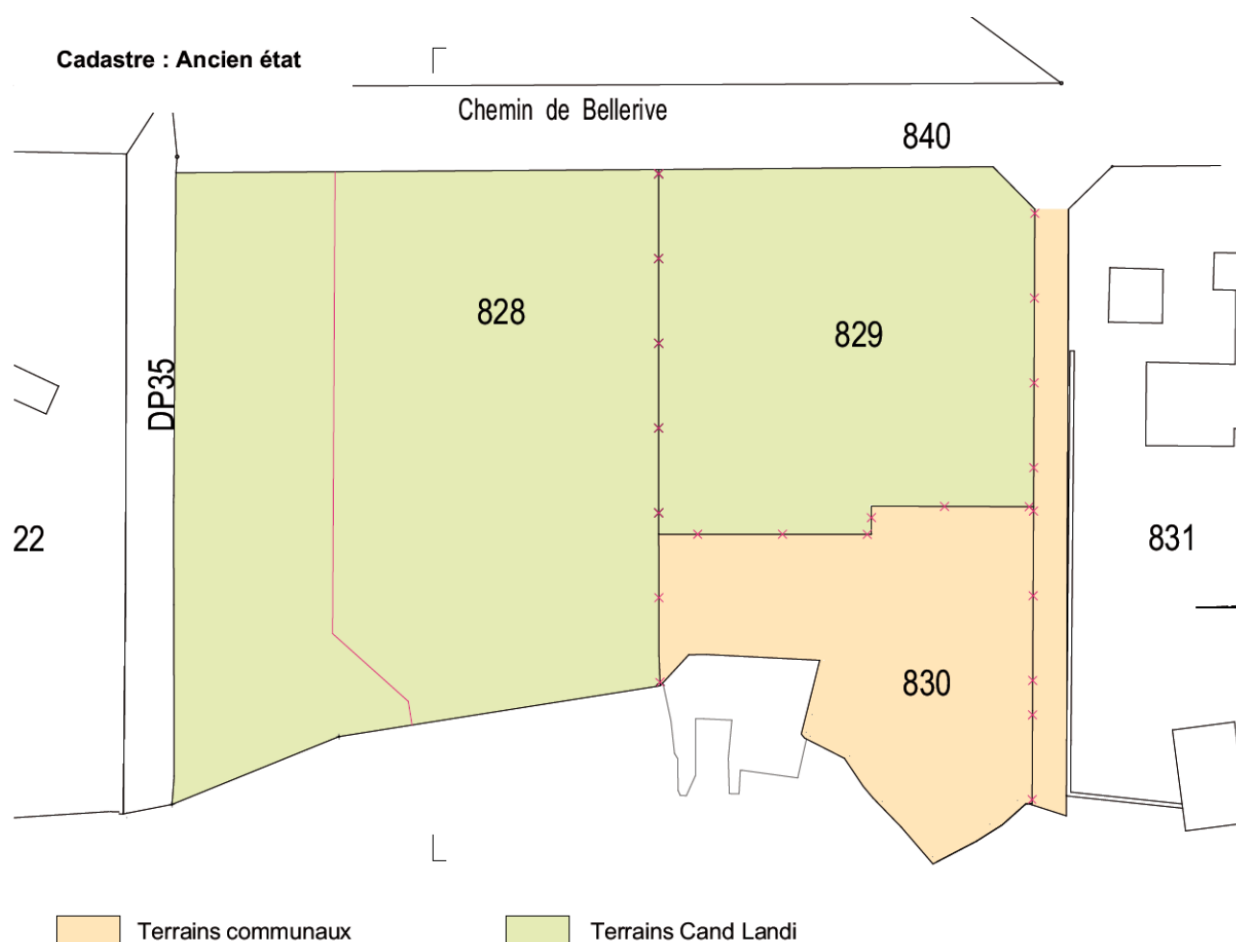 Cadastre : Ancien état
Chemin de Bellerive
840
828
829
DP35
22
831
830
Terrains communaux
Terrains Cand Landi